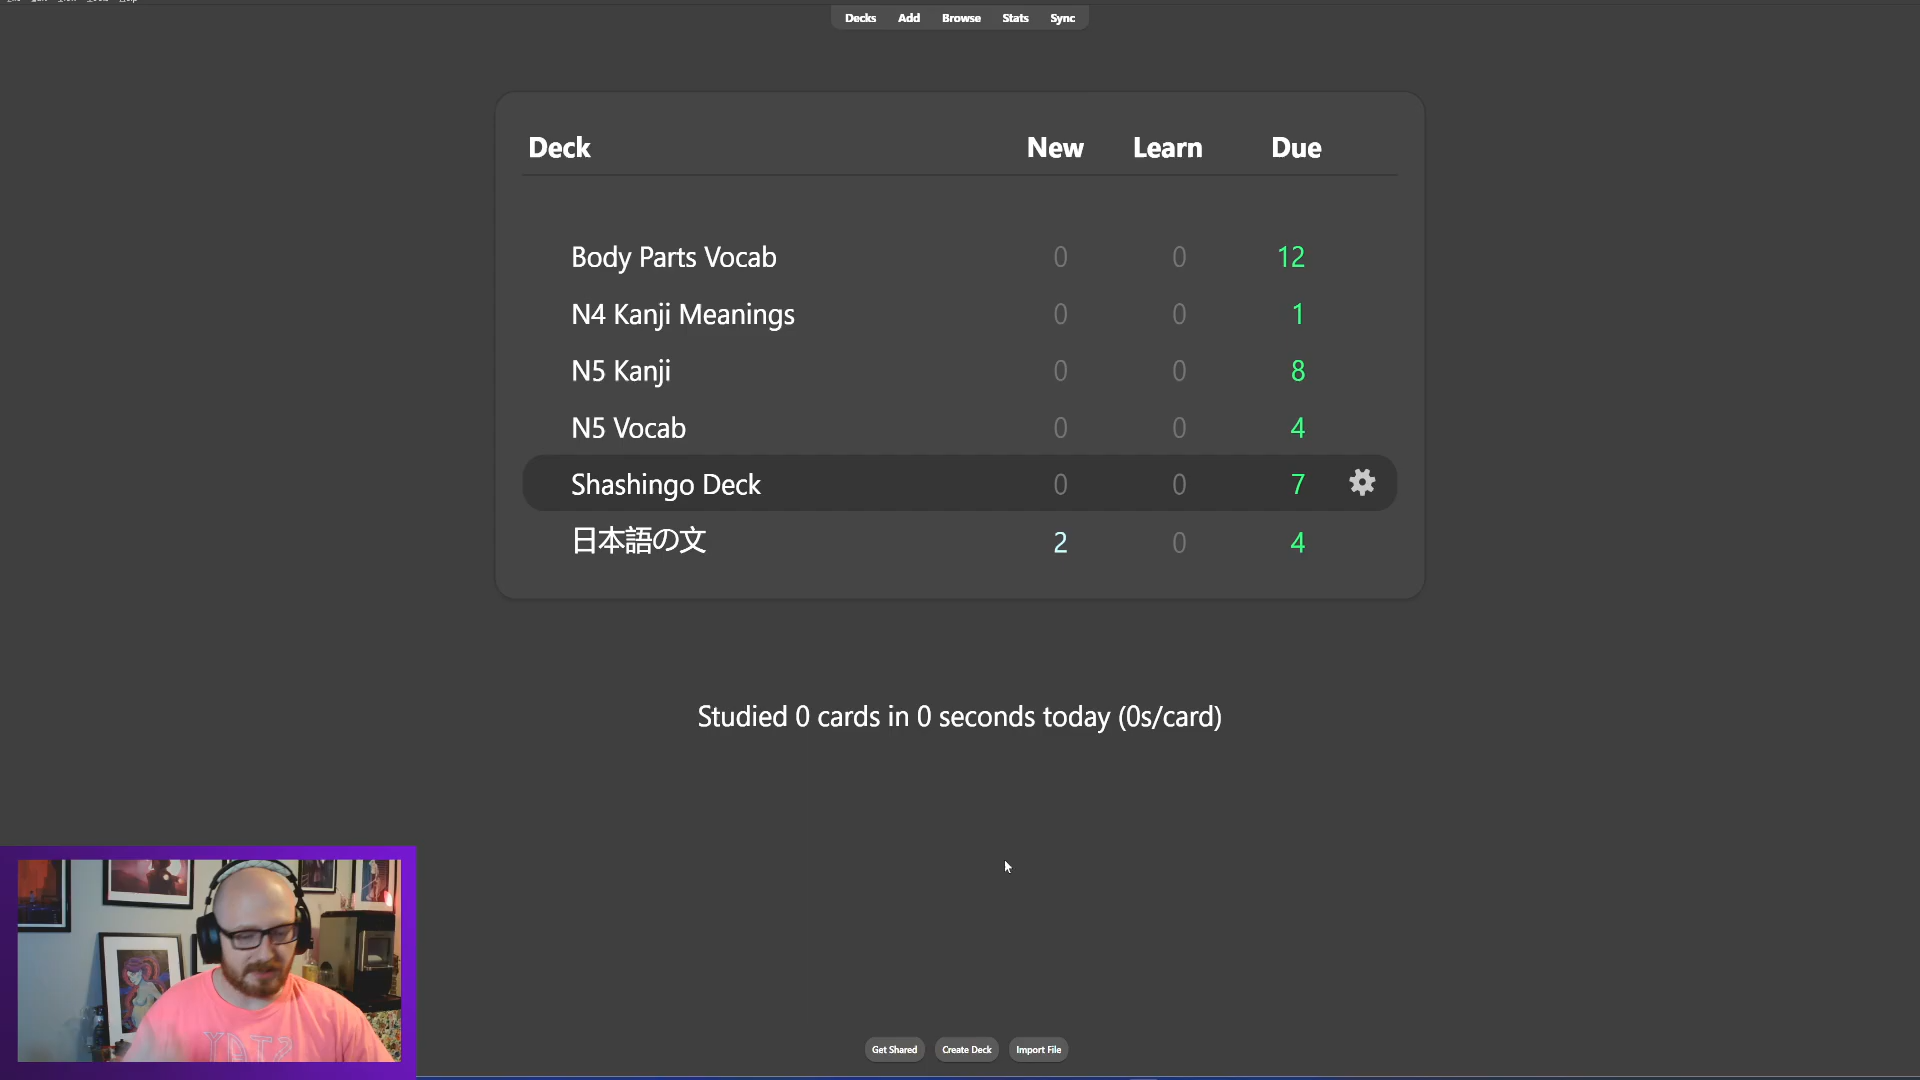 Decks Add Browse Stats Sync
Deck New Learn Due
Body Parts Vocab 0 0 12
N4 Kanji Meanings 0 0 1
N5 Kanji 0 0 8
N5 Vocab 0 0 4
Shashingo Deck 0 0 7
日本語の文 2 0 4
Studied 0 cards in 0 seconds today (0s/card)
Get Shared Create Deck Import File